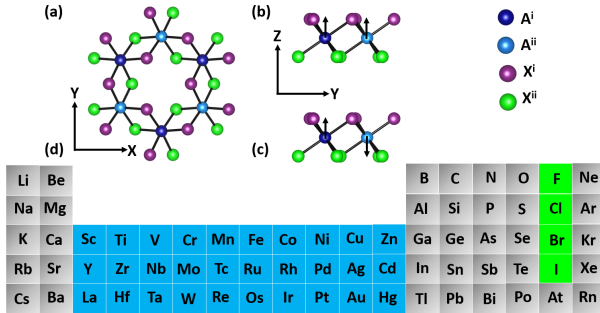 (a)
(b)
Z
Y
Aⁱ
Aⁱⁱ
Xⁱ
Xⁱⁱ
Y
X
(d)
(c)
Li Be B C N O F Ne
Na Mg Al Si P S Cl Ar
K Ca Sc Ti V Cr Mn Fe Co Ni Cu Zn Ga Ge As Se Br Kr
Rb Sr Y Zr Nb Mo Tc Ru Rh Pd Ag Cd In Sn Sb Te I Xe
Cs Ba La Hf Ta W Re Os Ir Pt Au Hg Tl Pb Bi Po At Rn